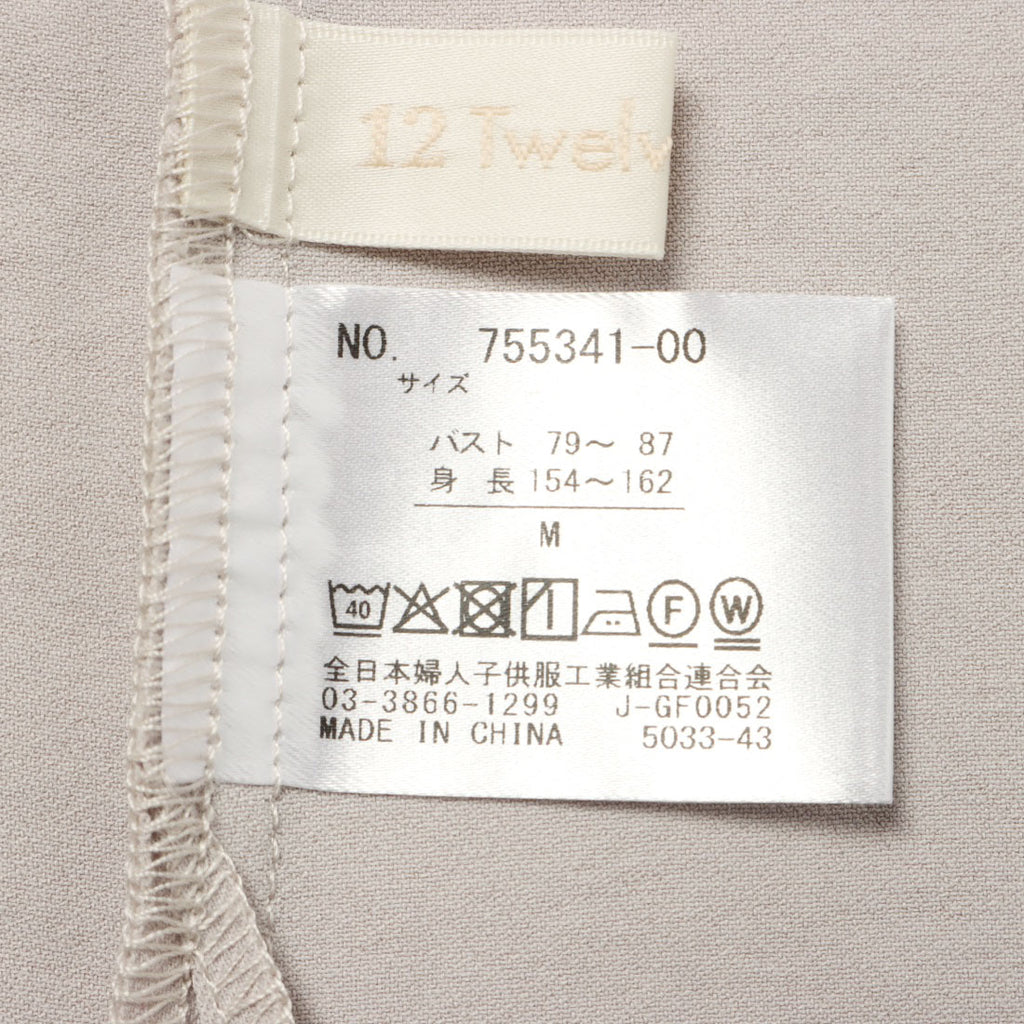 12 Twelv
NO. 755341-00
サイズ
バスト 79～ 87
身 長 154～162
M
40 F W
全日本婦人子供服工業組合連合会
03-3866-1299 J-GF0052
MADE IN CHINA 5033-43